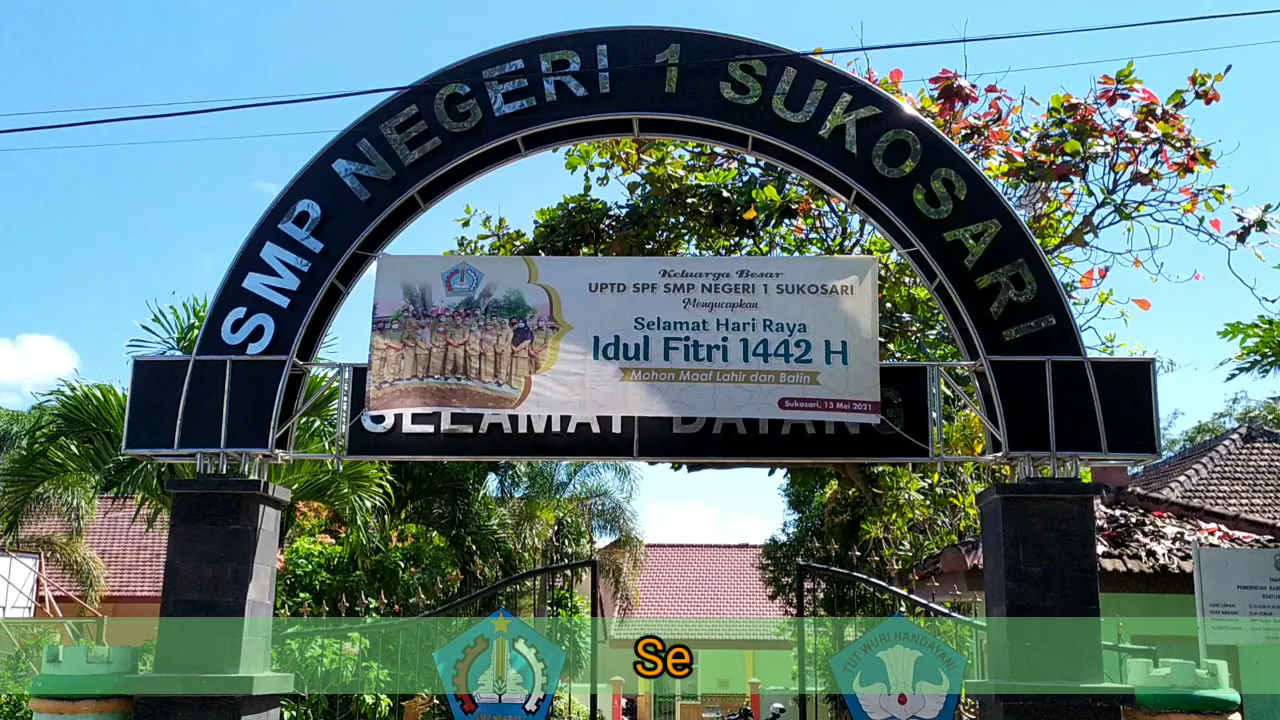 SMP NEGERI 1 SUKOSARI
Keluarga Besar
UPTD SPF SMP NEGERI 1 SUKOSARI
Mengucapkan
Selamat Hari Raya
Idul Fitri 1442 H
Mohon Maaf Lahir dan Batin
Sukosari, 13 Mei 2021
SELAMAT DATANG
PEMERINTAH
TUT WURI HANDAYANI
Se